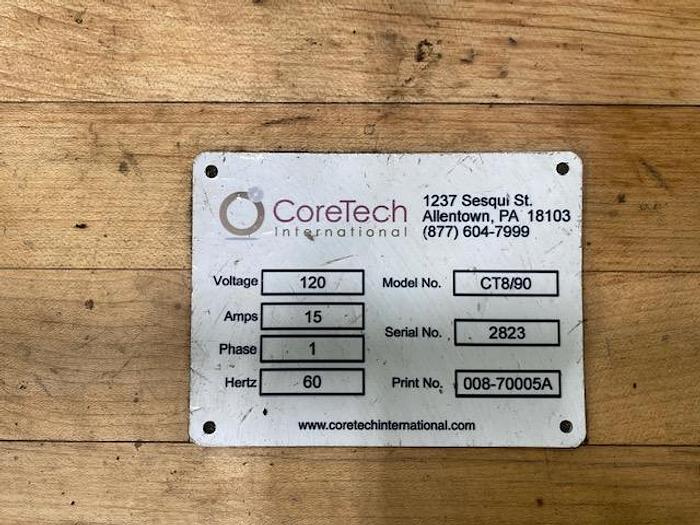 CoreTech
International
1237 Sesqui St.
Allentown, PA 18103
(877) 604-7999
Voltage 120 Model No. CT8/90
Amps 15
Serial No. 2823
Phase 1
Hertz 60 Print No. 008-70005A
www.coretechinternational.com